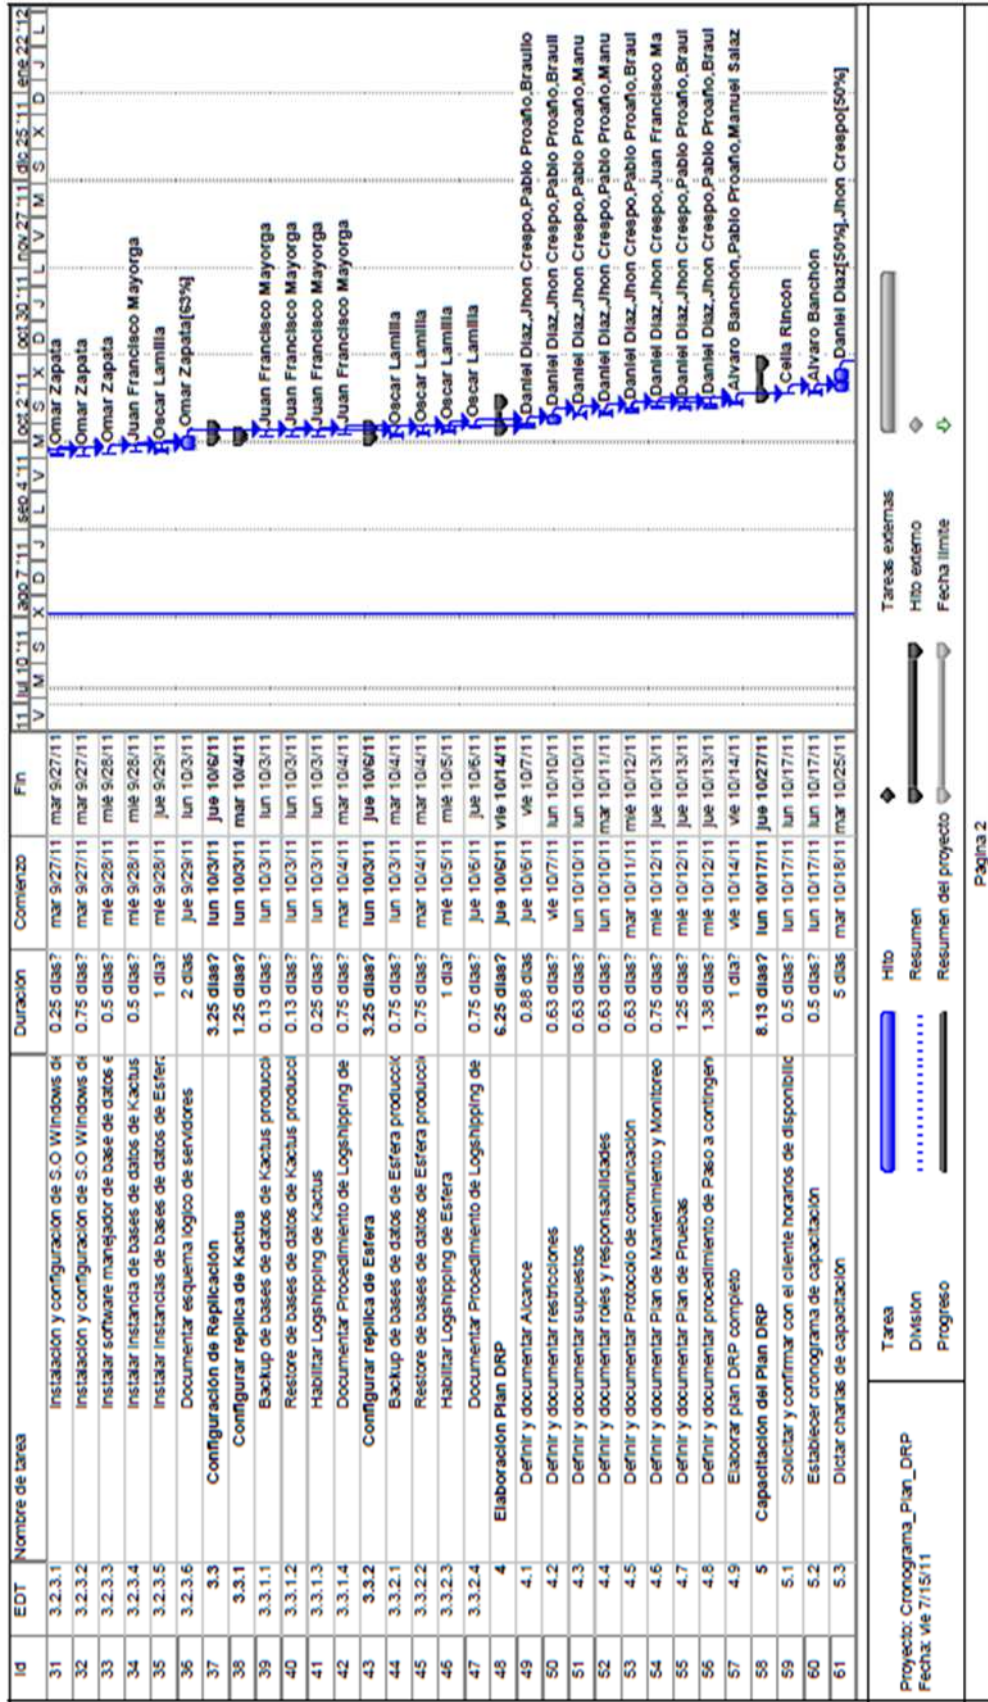 Id EDT Nombre de tarea Duración Comienzo Fin
11 jul 10 '11 ago 7 '11 sep 4 '11 oct 2 '11 oct 30 '11 nov 27 '11 dic 25 '11 ene 22 '12
V M S X D J L V M S X D J L V M S X D J L
31 3.2.3.1 Instalación y configuración de S.O Windows de 0.25 días? mar 9/27/11 mar 9/27/11 Omar Zapata
32 3.2.3.2 Instalación y configuración de S.O Windows de 0.75 días? mar 9/27/11 mar 9/27/11 Omar Zapata
33 3.2.3.3 Instalar software manejador de base de datos e 0.5 días? mié 9/28/11 mié 9/28/11 Omar Zapata
34 3.2.3.4 Instalar Instancia de bases de datos de Kactus 0.5 días? mié 9/28/11 mié 9/28/11 Juan Francisco Mayorga
35 3.2.3.5 Instalar Instancias de bases de datos de Esfera 1 día? mié 9/28/11 jue 9/29/11 Oscar Lamilla
36 3.2.3.6 Documentar esquema lógico de servidores 2 días jue 9/29/11 lun 10/3/11 Omar Zapata[63%]
37 3.3 Configuración de Replicación 3.25 días? lun 10/3/11 jue 10/6/11
38 3.3.1 Configurar réplica de Kactus 1.25 días? lun 10/3/11 mar 10/4/11
39 3.3.1.1 Backup de bases de datos de Kactus producció 0.13 días? lun 10/3/11 lun 10/3/11 Juan Francisco Mayorga
40 3.3.1.2 Restore de bases de datos de Kactus producci 0.13 días? lun 10/3/11 lun 10/3/11 Juan Francisco Mayorga
41 3.3.1.3 Habilitar Logshipping de Kactus 0.25 días? lun 10/3/11 lun 10/3/11 Juan Francisco Mayorga
42 3.3.1.4 Documentar Procedimiento de Logshipping de 0.75 días? mar 10/4/11 mar 10/4/11 Juan Francisco Mayorga
43 3.3.2 Configurar réplica de Esfera 3.25 días? lun 10/3/11 jue 10/6/11
44 3.3.2.1 Backup de bases de datos de Esfera producció 0.75 días? lun 10/3/11 mar 10/4/11 Oscar Lamilla
45 3.3.2.2 Restore de bases de datos de Esfera producció 0.75 días? mar 10/4/11 mar 10/4/11 Oscar Lamilla
46 3.3.2.3 Habilitar Logshipping de Esfera 1 día? mié 10/5/11 mié 10/5/11 Oscar Lamilla
47 3.3.2.4 Documentar Procedimiento de Logshipping de 0.75 días? jue 10/6/11 jue 10/6/11 Oscar Lamilla
48 4 Elaboración Plan DRP 6.25 días? jue 10/6/11 vie 10/14/11
49 4.1 Definir y documentar Alcance 0.88 días jue 10/6/11 vie 10/7/11 Daniel Diaz,Jhon Crespo,Pablo Proaño,Braulio
50 4.2 Definir y documentar restricciones 0.63 días? vie 10/7/11 lun 10/10/11 Daniel Diaz,Jhon Crespo,Pablo Proaño,Brauli
51 4.3 Definir y documentar supuestos 0.63 días? lun 10/10/11 lun 10/10/11 Daniel Diaz,Jhon Crespo,Pablo Proaño,Manu
52 4.4 Definir y documentar roles y responsabilidades 0.63 días? lun 10/10/11 mar 10/11/11 Daniel Diaz,Jhon Crespo,Pablo Proaño,Manu
53 4.5 Definir y documentar Protocolo de comunicación 0.63 días? mar 10/11/11 mié 10/12/11 Daniel Diaz,Jhon Crespo,Pablo Proaño,Braul
54 4.6 Definir y documentar Plan de Mantenimiento y Monitoreo 0.75 días? mié 10/12/11 jue 10/13/11 Daniel Diaz,Jhon Crespo,Juan Francisco Ma
55 4.7 Definir y documentar Plan de Pruebas 1.25 días? mié 10/12/11 jue 10/13/11 Daniel Diaz,Jhon Crespo,Pablo Proaño,Braul
56 4.8 Definir y documentar procedimiento de Paso a contingen 1.38 días? mié 10/12/11 jue 10/13/11 Daniel Diaz,Jhon Crespo,Pablo Proaño,Braul
57 4.9 Elaborar plan DRP completo 1 día? vie 10/14/11 vie 10/14/11 Alvaro Banchón,Pablo Proaño,Manuel Salaz
58 5 Capacitación del Plan DRP 8.13 días? lun 10/17/11 jue 10/27/11
59 5.1 Solicitar y confirmar con el cliente horarios de disponibilid 0.5 días? lun 10/17/11 lun 10/17/11 Celia Rincón
60 5.2 Establecer cronograma de capacitación 0.5 días? lun 10/17/11 lun 10/17/11 Alvaro Banchón
61 5.3 Dictar charlas de capacitación 5 días mar 10/18/11 mar 10/25/11 Daniel Diaz[50%],Jhon Crespo[50%]
Proyecto: Cronograma_Plan_DRP
Fecha: vie 7/15/11
Tarea Hito Tareas externas
División Resumen Hito externo
Progreso Resumen del proyecto Fecha límite
Página 2